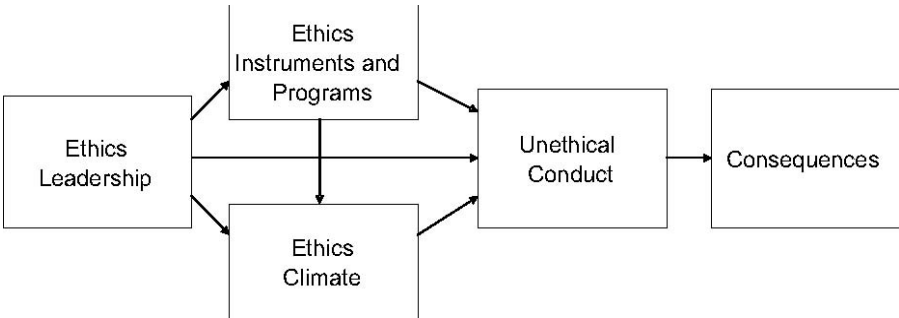 Ethics
Instruments and
Programs
Ethics
Leadership
Unethical
Conduct
Consequences
Ethics
Climate